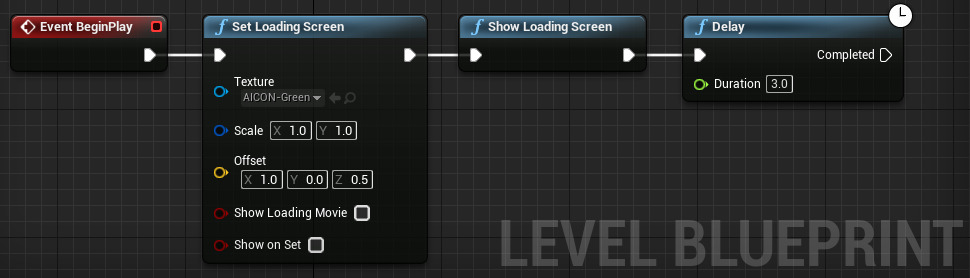 Event BeginPlay
Set Loading Screen
Texture
AICON-Green
Scale X 1.0 Y 1.0
Offset
X 1.0 Y 0.0 Z 0.5
Show Loading Movie
Show on Set
Show Loading Screen
Delay
Completed
Duration 3.0
LEVEL BLUEPRINT